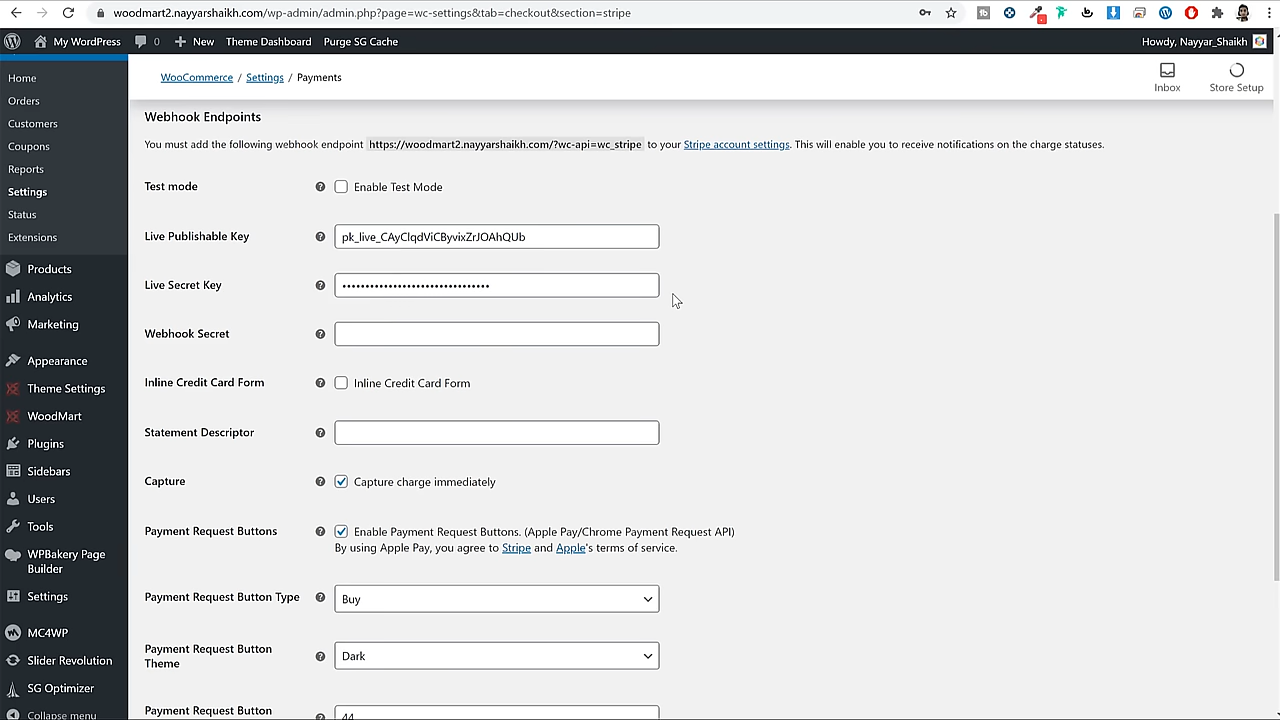 woodmart2.nayyarshaikh.com/wp-admin/admin.php?page=wc-settings&tab=checkout&section=stripe
My WordPress
0
New
Theme Dashboard
Purge SG Cache
Howdy, Nayyar_Shaikh
Home
Orders
Customers
Coupons
Reports
Settings
Status
Extensions
Products
Analytics
Marketing
Appearance
Theme Settings
WoodMart
Plugins
Sidebars
Users
Tools
WPBakery Page
Builder
Settings
MC4WP
Slider Revolution
SG Optimizer
Collapse menu
WooCommerce / Settings / Payments
Inbox
Store Setup
Webhook Endpoints
You must add the following webhook endpoint https://woodmart2.nayyarshaikh.com/?wc-api=wc_stripe to your Stripe account settings. This will enable you to receive notifications on the charge statuses.
Test mode
Enable Test Mode
Live Publishable Key
pk_live_CAyClqdViCByvixZrJOAhQUb
Live Secret Key
Webhook Secret
Inline Credit Card Form
Inline Credit Card Form
Statement Descriptor
Capture
Capture charge immediately
Payment Request Buttons
Enable Payment Request Buttons. (Apple Pay/Chrome Payment Request API)
By using Apple Pay, you agree to Stripe and Apple's terms of service.
Payment Request Button Type
Buy
Payment Request Button
Theme
Dark
Payment Request Button
44